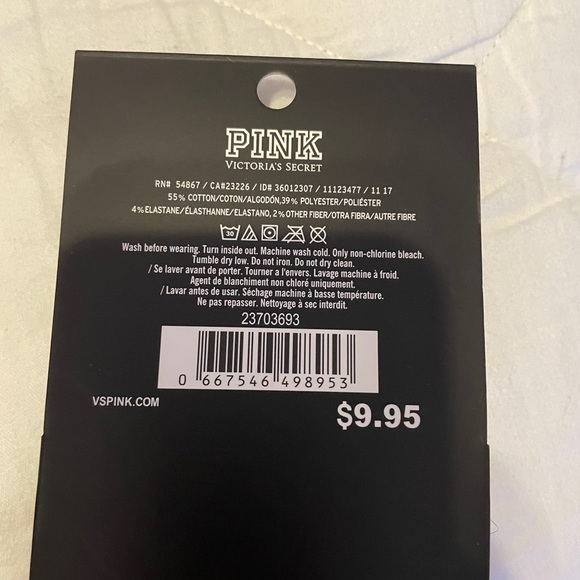 PINK
VICTORIA'S SECRET
RN# 54867 / CA#23226 / ID# 36012307 / 11123477 / 11 17
55% COTTON/COTON/ALGODÓN,39% POLYESTER/POLIÉSTER
4% ELASTANE/ÉLASTHANNE/ELASTANO, 2% OTHER FIBER/OTRA FIBRA/AUTRE FIBRE
30
Wash before wearing. Turn inside out. Machine wash cold. Only non-chlorine bleach.
Tumble dry low. Do not iron. Do not dry clean.
/ Se laver avant de porter. Tourner a l'envers. Lavage machine à froid.
Agent de blanchiment non chloré uniquement.
/ Lavar antes de usar. Séchage machine à basse température.
Ne pas repasser. Nettoyage à sec interdit.
23703693
0 667546 498953
VSPINK.COM
$9.95